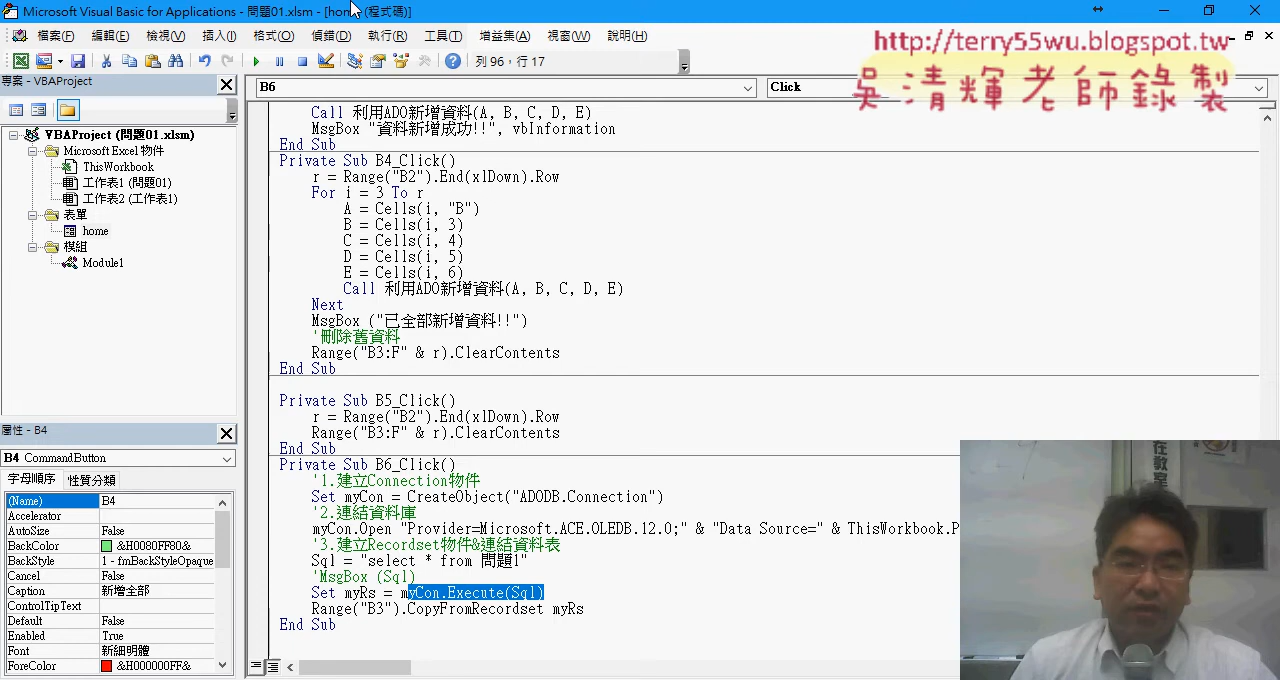 Microsoft Visual Basic for Applications - 問題01.xlsm - [home (程式碼)]
檔案(F) 編輯(E) 檢視(V) 插入(I) 格式(O) 偵錯(D) 執行(R) 工具(T) 增益集(A) 視窗(W) 說明(H)
http://terry55wu.blogspot.tw
吳清輝老師錄製
列 96，行 17
專案 - VBAProject
B6
Click
VBAProject (問題01.xlsm)
Microsoft Excel 物件
ThisWorkbook
工作表1 (問題01)
工作表2 (工作表1)
表單
home
模組
Module1
屬性 - B4
B4 CommandButton
字母順序 性質分類
(Name) B4
Accelerator
AutoSize False
BackColor &H0080FF80&
BackStyle 1 - fmBackStyleOpaque
Cancel False
Caption 新增全部
ControlTipText
Default False
Enabled True
Font 新細明體
ForeColor &H000000FF&
Call 利用ADO新增資料(A, B, C, D, E)
MsgBox "資料新增成功!!", vbInformation
End Sub
Private Sub B4_Click()
r = Range("B2").End(xlDown).Row
For i = 3 To r
A = Cells(i, "B")
B = Cells(i, 3)
C = Cells(i, 4)
D = Cells(i, 5)
E = Cells(i, 6)
Call 利用ADO新增資料(A, B, C, D, E)
Next
MsgBox ("已全部新增資料!!")
'刪除舊資料
Range("B3:F" & r).ClearContents
End Sub
Private Sub B5_Click()
r = Range("B2").End(xlDown).Row
Range("B3:F" & r).ClearContents
End Sub
Private Sub B6_Click()
'1.建立Connection物件
Set myCon = CreateObject("ADODB.Connection")
'2.連結資料庫
myCon.Open "Provider=Microsoft.ACE.OLEDB.12.0;" & "Data Source=" & ThisWorkbook.P
'3.建立Recordset物件&連結資料表
Sql = "select * from 問題1"
'MsgBox (Sql)
Set myRs = myCon.Execute(Sql)
Range("B3").CopyFromRecordset myRs
End Sub
在教室